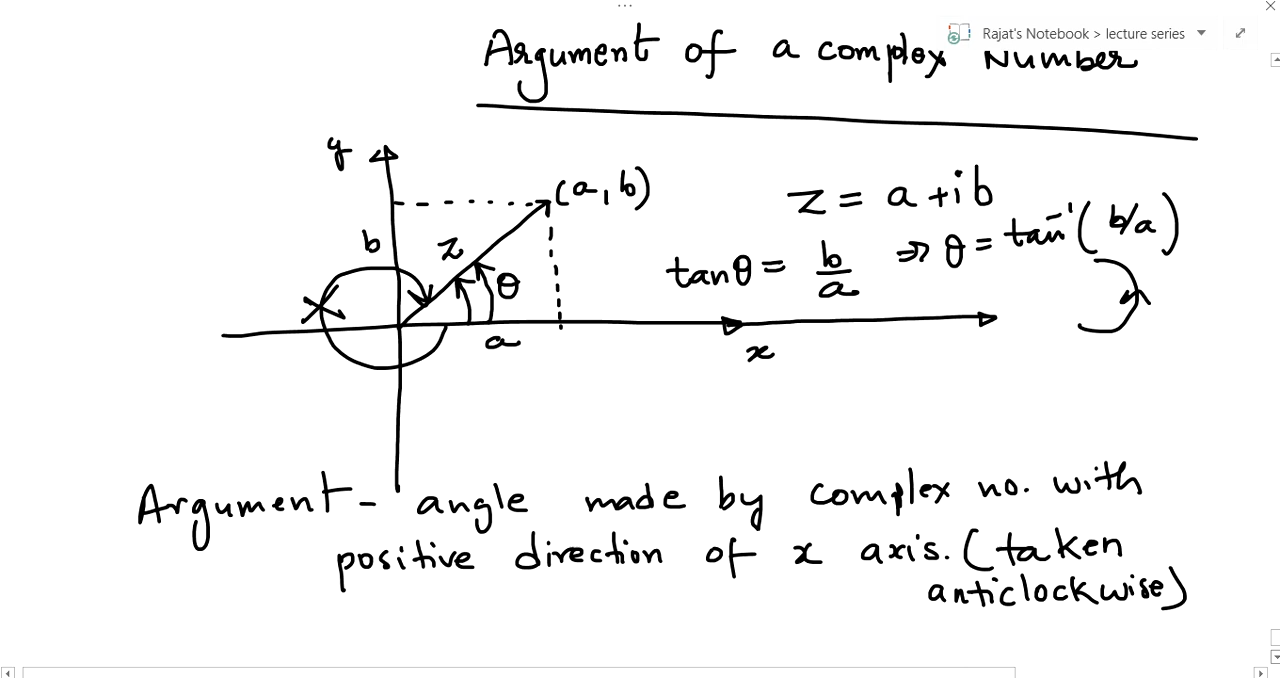 ...
Rajat's Notebook > lecture series
Argument of a complex Number
y
(a, b)
z = a + ib
b
z
θ
tanθ = b/a ⇒ θ = tan⁻¹(b/a)
a
x
Argument - angle made by complex no. with
positive direction of x axis. (taken
anticlockwise)